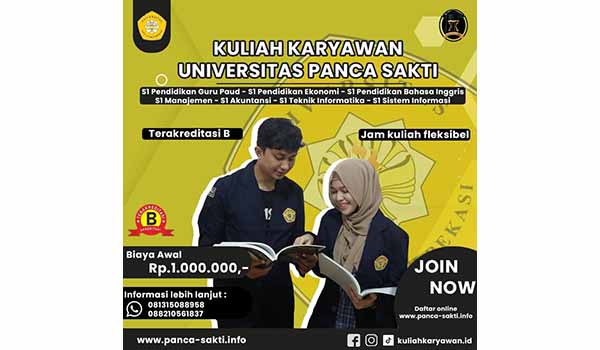 KULIAH KARYAWAN
UNIVERSITAS PANCA SAKTI
S1 Pendidikan Guru Paud - S1 Pendidikan Ekonomi - S1 Pendidikan Bahasa Inggris
S1 Manajemen - S1 Akuntansi - S1 Teknik Informatika - S1 Sistem Informasi
Terakreditasi B
Jam kuliah fleksibel
B
BEKASI
Biaya Awal
Rp.1.000.000,-
JOIN
NOW
Informasi lebih lanjut :
081315088958
088210561837
Daftar online
www.panca-sakti.info
www.panca-sakti.info
kuliahkaryawan.id